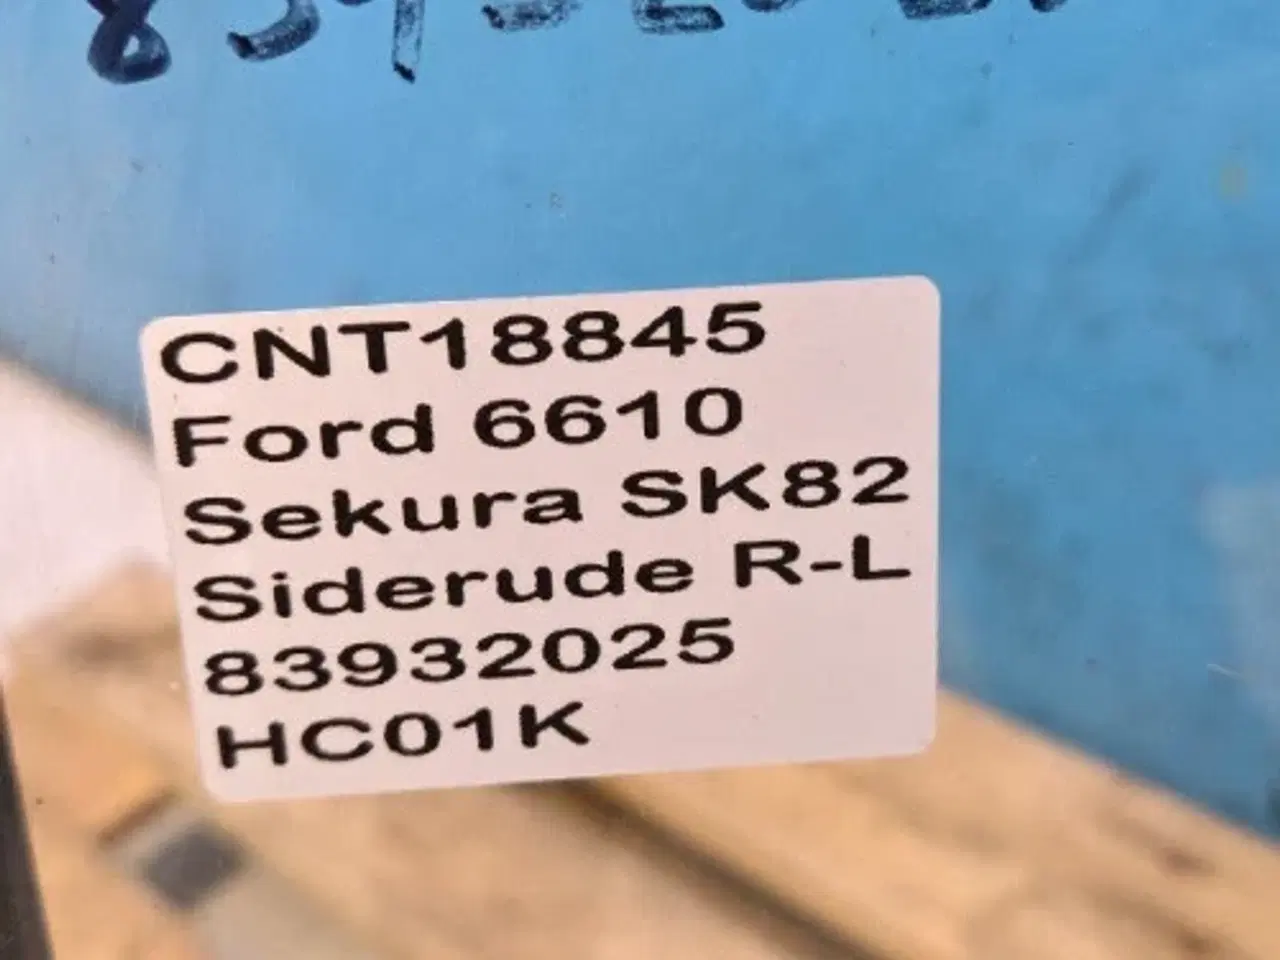 CNT18845
Ford 6610
Sekura SK82
Siderude R-L
83932025
HC01K